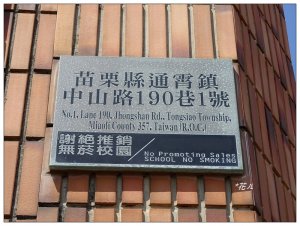 苗栗縣通霄鎮
中山路190巷1號
No.1, Lane 190, Jhongshan Rd., Tongsiao Township,
Miaoli County 357, Taiwan (R.O.C.)
謝絕推銷
無菸校園
No Promoting Sales
SCHOOL NO SMOKING